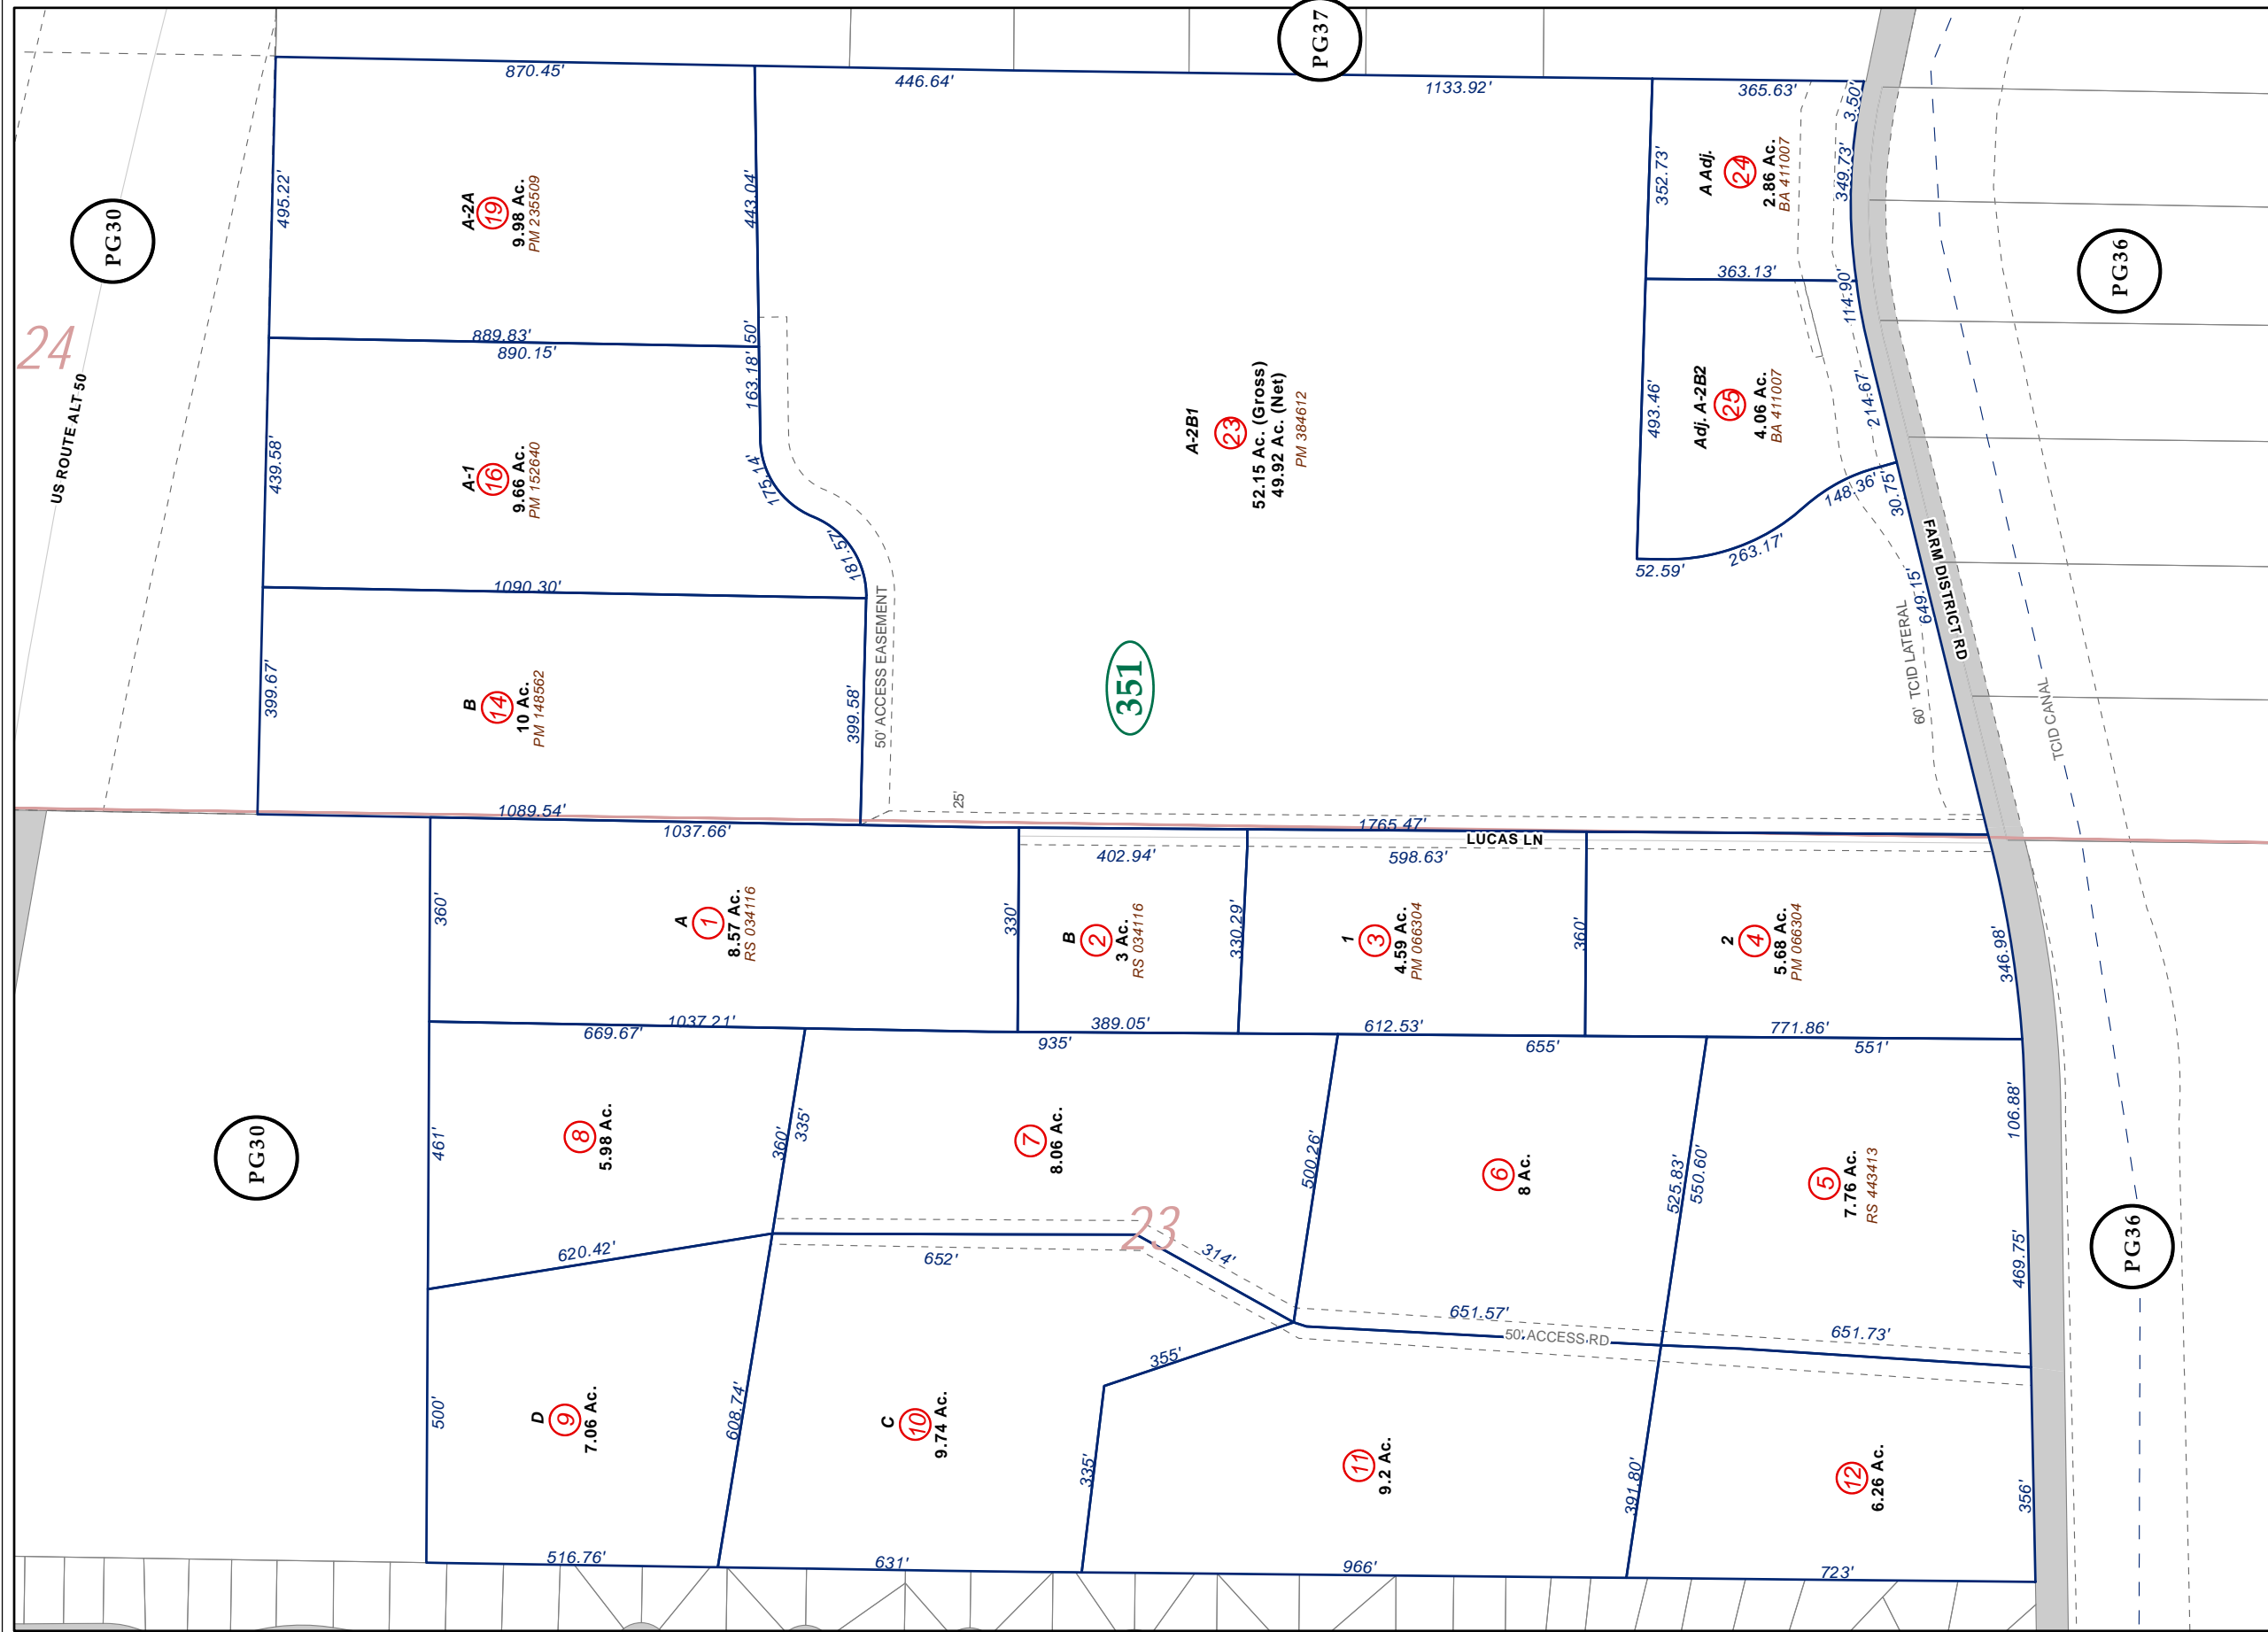 PG37
870.45'
446.64'
1133.92'
365.63'
3.50'
495.22'
A-2A
19
9.98 Ac.
PM 235509
443.04'
352.73'
A Adj.
24
2.86 Ac.
BA 411007
349.73'
PG30
PG36
24
US ROUTE ALT 50
889.83'
890.15'
50'
163.18'
363.13'
114.90'
439.58'
A-1
16
9.66 Ac.
PM 152640
175.14'
181.57'
A-2B1
23
52.15 Ac. (Gross)
49.92 Ac. (Net)
PM 384612
493.46'
Adj. A-2B2
25
4.06 Ac.
BA 411007
214.67'
148.36'
30.75'
263.17'
52.59'
649.15'
FARM DISTRICT RD
1090.30'
399.67'
B
14
10 Ac.
PM 148562
399.58'
50' ACCESS EASEMENT
351
60' TCID LATERAL
TCID CANAL
25'
1089.54'
1037.66'
1765.47'
LUCAS LN
402.94'
598.63'
360'
A
1
8.57 Ac.
RS 034116
330'
B
2
3 Ac.
RS 034116
330.29'
1
3
4.59 Ac.
PM 066304
360'
2
4
5.68 Ac.
PM 066304
346.98'
1037.21'
669.67'
389.05'
935'
612.53'
655'
771.86'
551'
PG30
461'
8
5.98 Ac.
360'
335'
7
8.06 Ac.
500.26'
6
8 Ac.
525.83'
550.60'
5
7.76 Ac.
RS 443413
106.88'
469.75'
PG36
23
620.42'
652'
314'
651.57'
50' ACCESS RD
651.73'
355'
500'
D
9
7.06 Ac.
608.74'
C
10
9.74 Ac.
335'
11
9.2 Ac.
391.80'
12
6.26 Ac.
356'
516.76'
631'
966'
723'